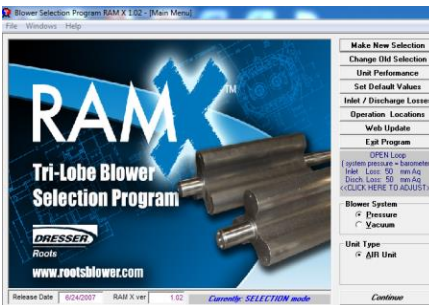 Blower Selection Program RAM X 1.02 - [Main Menu]
File Windows Help
RAM X TM
Tri-Lobe Blower
Selection Program
DRESSER
Roots
www.rootsblower.com
Release Date 6/24/2007 RAM X ver 1.02 Currently: SELECTION mode
Make New Selection
Change Old Selection
Unit Performance
Set Default Values
Inlet / Discharge Losses
Operation Locations
Web Update
Exit Program
OPEN Loop
( system pressure = barometer
Inlet Loss: 50 mm Aq
Disch. Loss: 50 mm Aq
<<CLICK HERE TO ADJUST>
Blower System
Pressure
Vacuum
Unit Type
AIR Unit
Continue